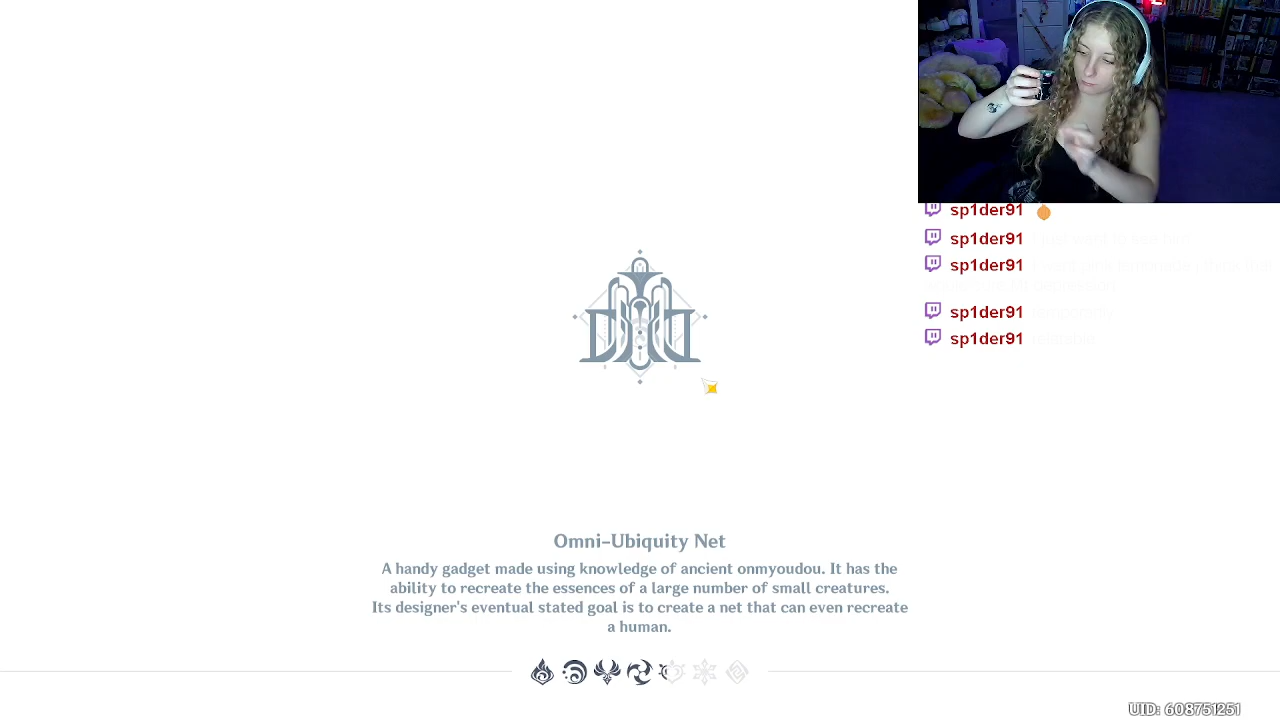 sp1der91
sp1der91
sp1der91
sp1der91
sp1der91
Omni-Ubiquity Net
A handy gadget made using knowledge of ancient onmyoudou. It has the
ability to recreate the essences of a large number of small creatures.
Its designer's eventual stated goal is to create a net that can even recreate
a human.
UID: 608751251